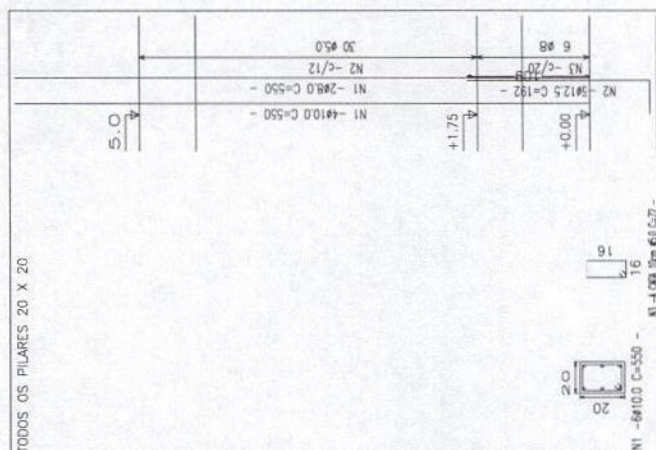 TODOS OS PILARES 20 X 20
5.0
+1.75
+0.00
30 ø5.0
N2 -c/12
N1 -2ø8.0 C=550 -
N1 -4ø10.0 C=550 -
6 ø8
N3 -c/20
N2 - 5ø12.5 C=192 -
16
16
20
20
N1 -6ø10.0 C=550 -